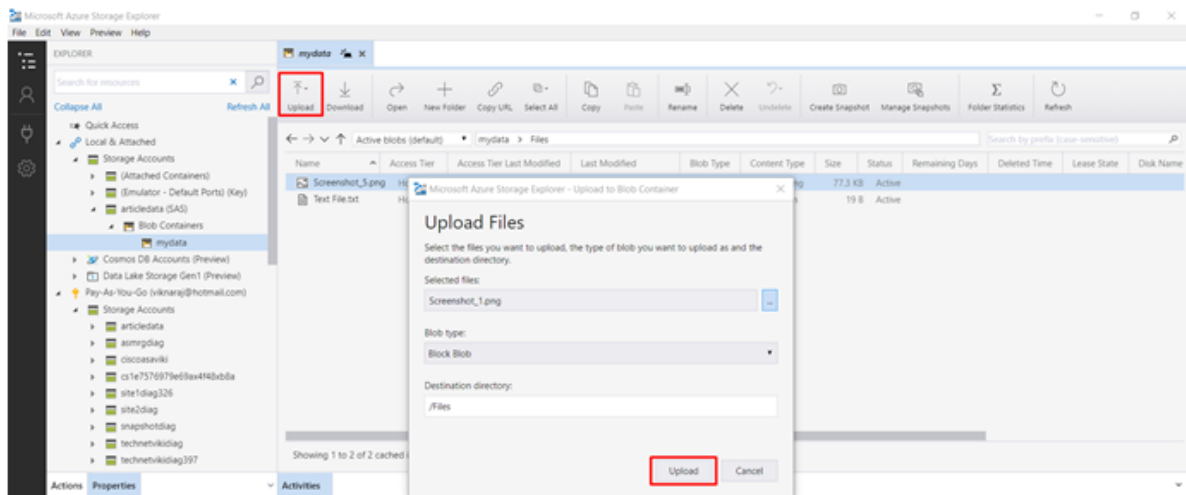 Microsoft Azure Storage Explorer
File Edit View Preview Help
EXPLORER
Search for resources
Collapse All Refresh All
Quick Access
Local & Attached
Storage Accounts
(Attached Containers)
(Emulator - Default Ports) (Key)
articledata (SAS)
Blob Containers
mydata
Cosmos DB Accounts (Preview)
Data Lake Storage Gen1 (Preview)
Pay-As-You-Go (viknaraj@hotmail.com)
Storage Accounts
articledata
asmrgdiag
ciscoasaviki
cs1e7576979e69ax4f48xb8a
site1diag326
site2diag
snapshotdiag
technetvikidiag
technetvikidiag397
Actions Properties
mydata
Upload Download Open New Folder Copy URL Select All Copy Paste Rename Delete Undelete Create Snapshot Manage Snapshots Folder Statistics Refresh
Active blobs (default) mydata > Files Search by prefix (case-sensitive)
Name Access Tier Access Tier Last Modified Last Modified Blob Type Content Type Size Status Remaining Days Deleted Time Lease State Disk Name
Screenshot_5.png 77.3 KB Active
Text File.txt 19 B Active
Showing 1 to 2 of 2 cached
Activities
Microsoft Azure Storage Explorer - Upload to Blob Container
Upload Files
Select the files you want to upload, the type of blob you want to upload as and the
destination directory.
Selected files:
Screenshot_1.png ...
Blob type:
Block Blob
Destination directory:
/Files
Upload Cancel